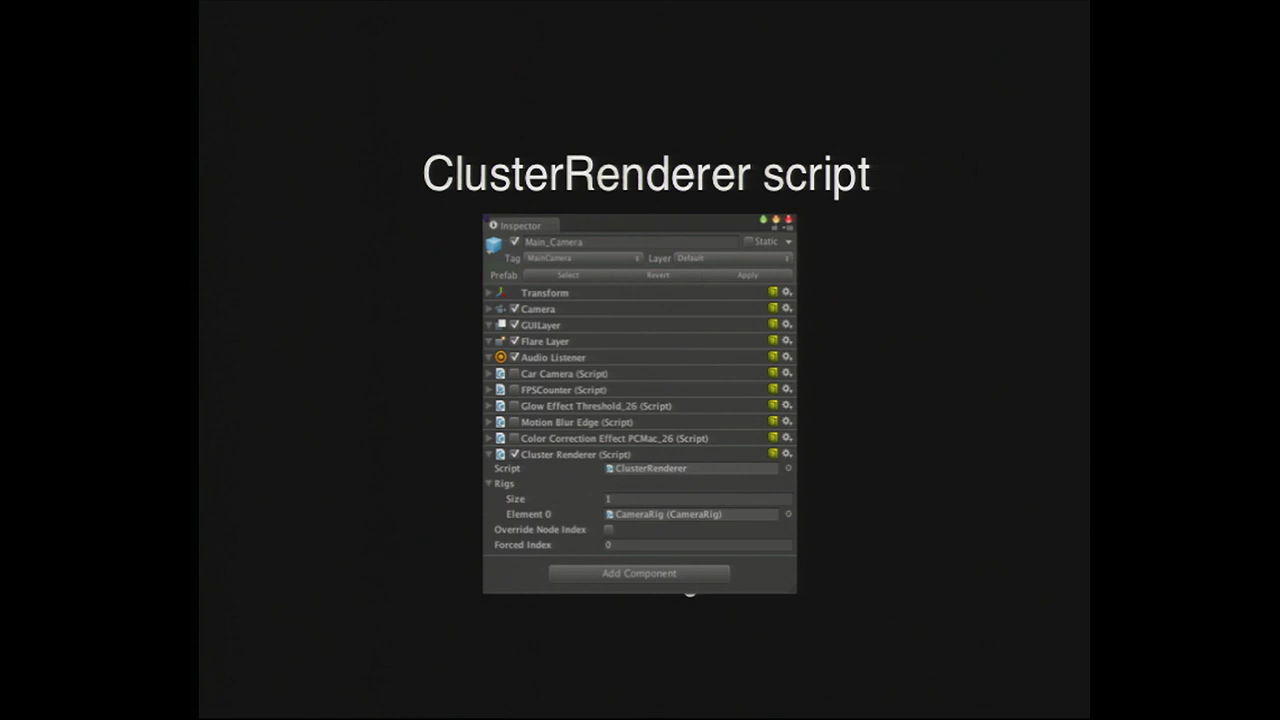 ClusterRenderer script
Inspector
Main_Camera Static
Tag MainCamera Layer Default
Prefab Select Revert Apply
Transform
Camera
GUILayer
Flare Layer
Audio Listener
Car Camera (Script)
FPSCounter (Script)
Glow Effect Threshold_26 (Script)
Motion Blur Edge (Script)
Color Correction Effect PCMac_26 (Script)
Cluster Renderer (Script)
Script ClusterRenderer
Rigs
Size 1
Element 0 CameraRig (CameraRig)
Override Node Index
Forced Index 0
Add Component